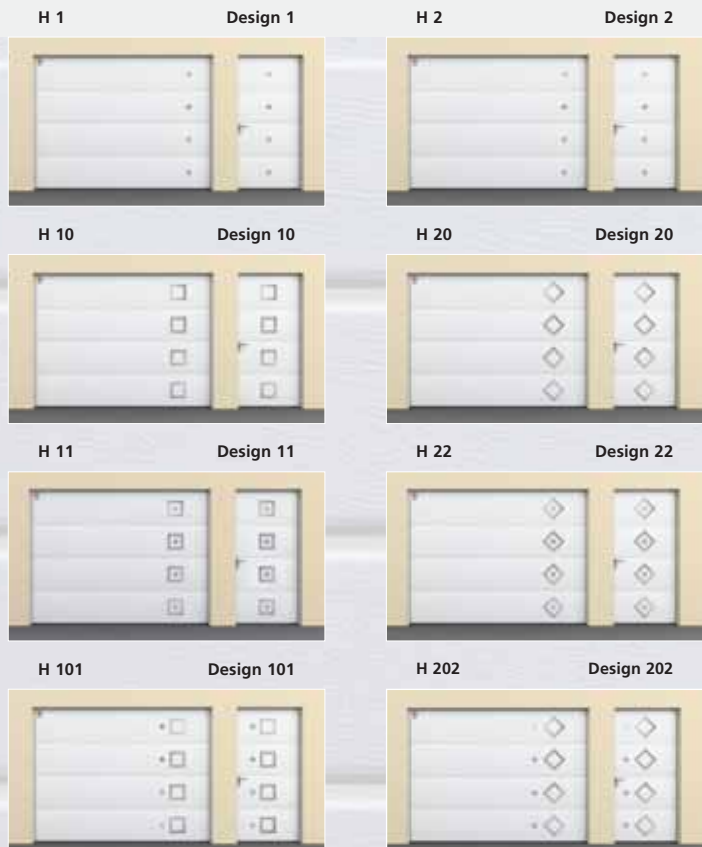 H 1 Design 1 H 2 Design 2
H 10 Design 10 H 20 Design 20
H 11 Design 11 H 22 Design 22
H 101 Design 101 H 202 Design 202